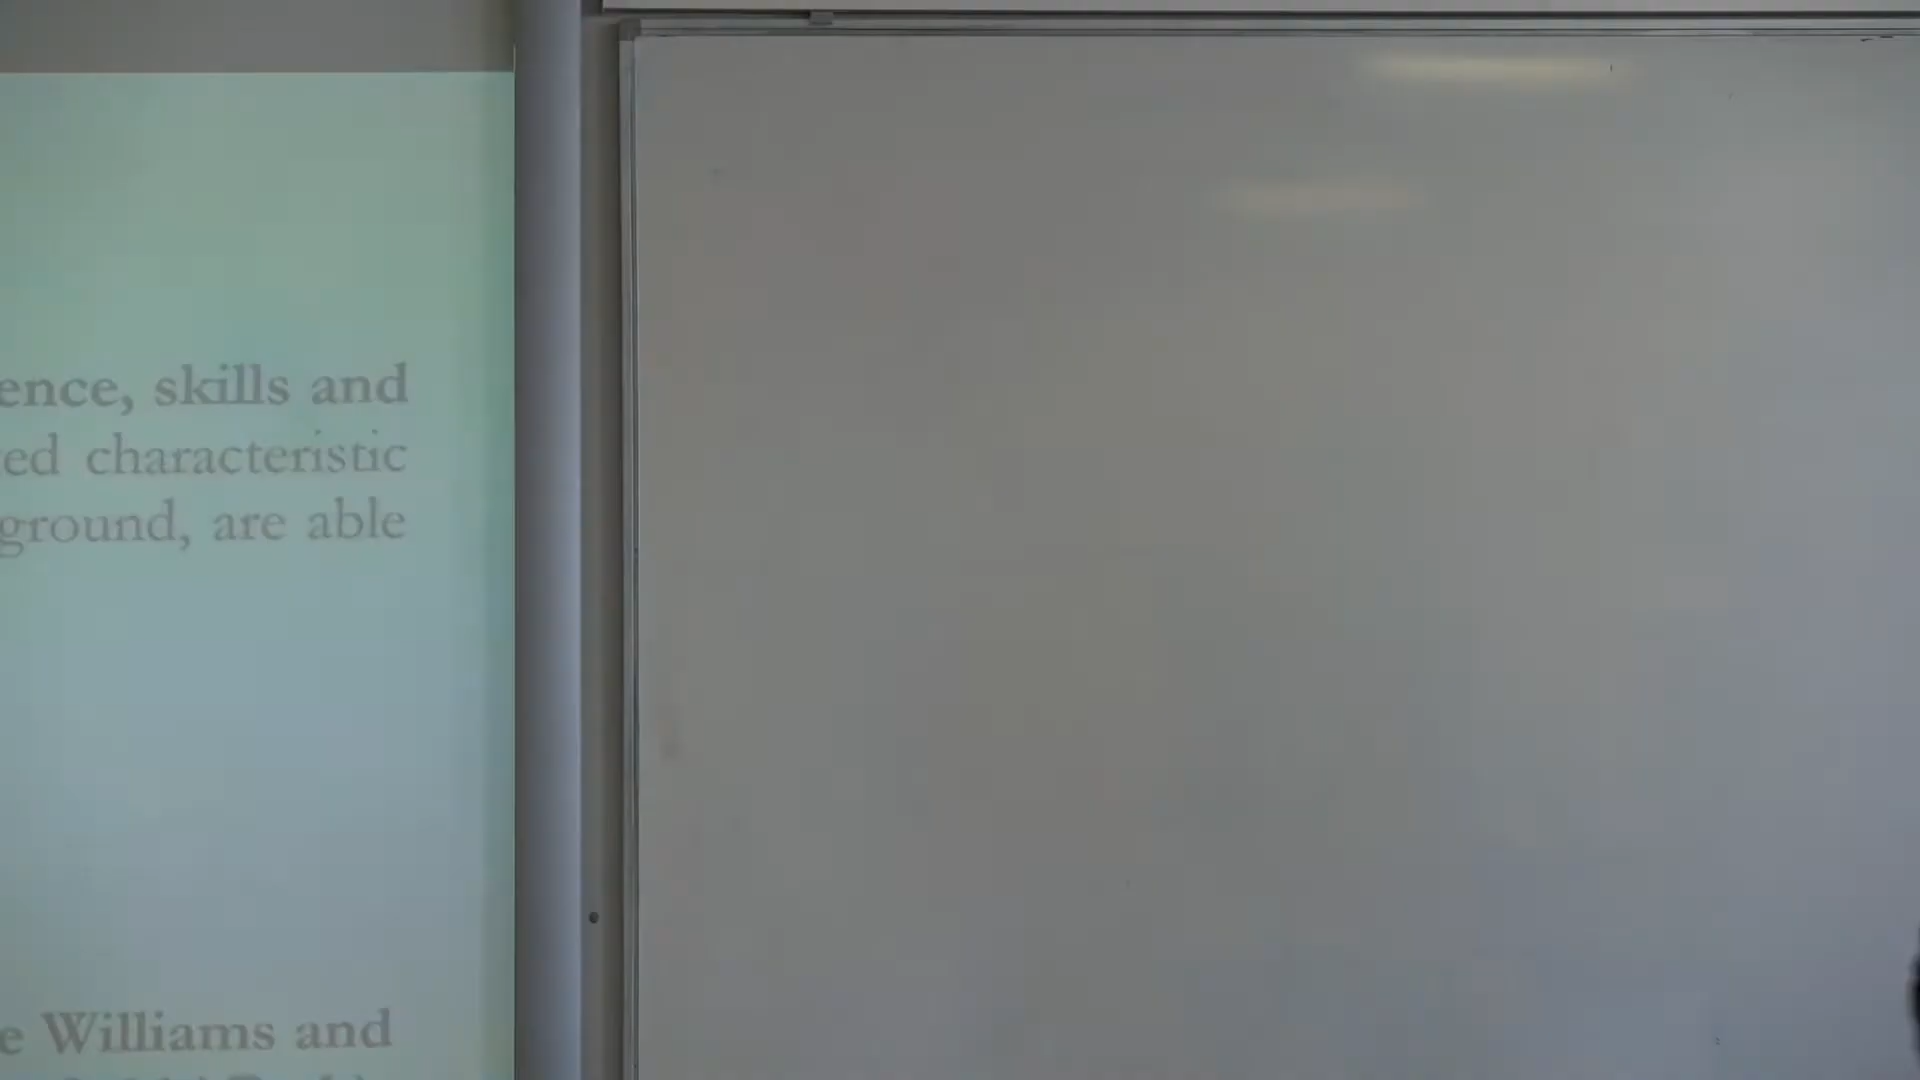 ence, skills and
ed characteristic
ground, are able
e Williams and